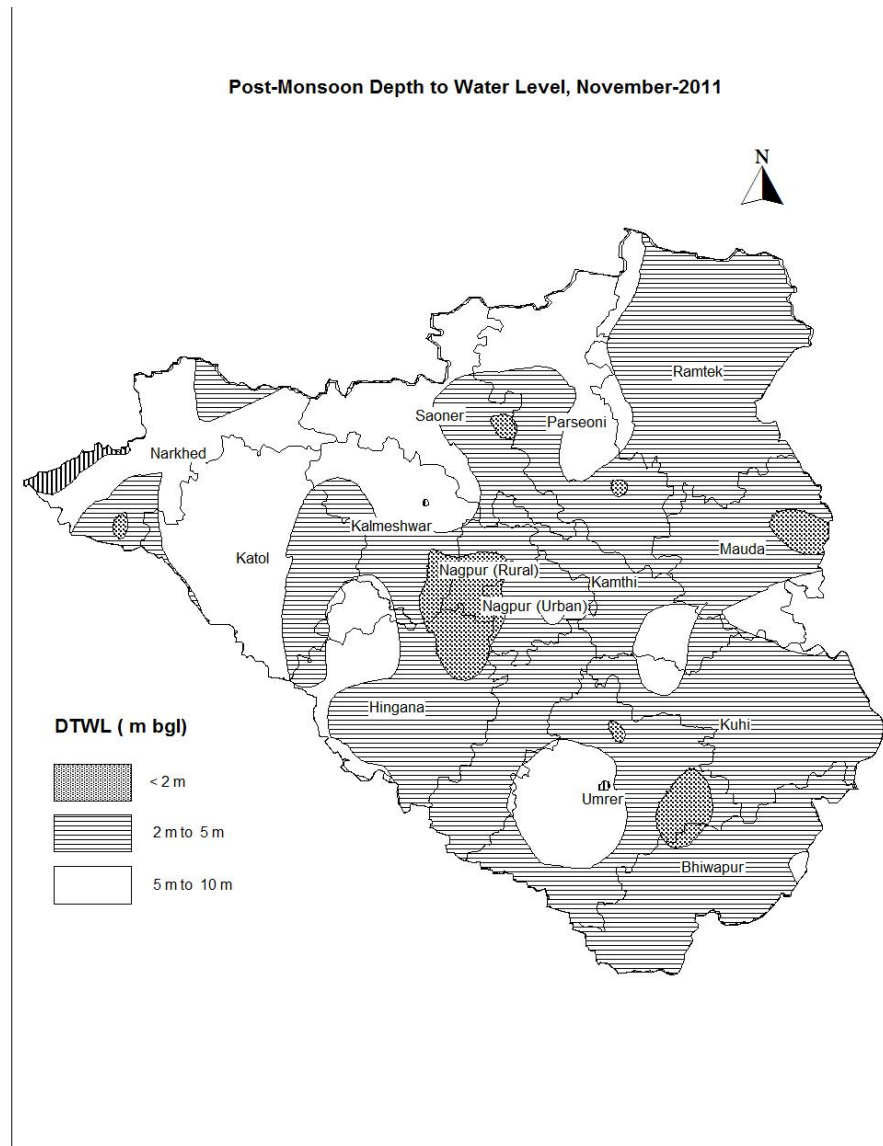 Post-Monsoon Depth to Water Level, November-2011
N
Ramtek
Saoner
Parseoni
Narkhed
Kalmeshwar
Katol
Mauda
Nagpur (Rural)
Kamthi
Nagpur (Urban)
Hingana
Kuhi
Umrer
Bhiwapur
DTWL ( m bgl)
< 2 m
2 m to 5 m
5 m to 10 m